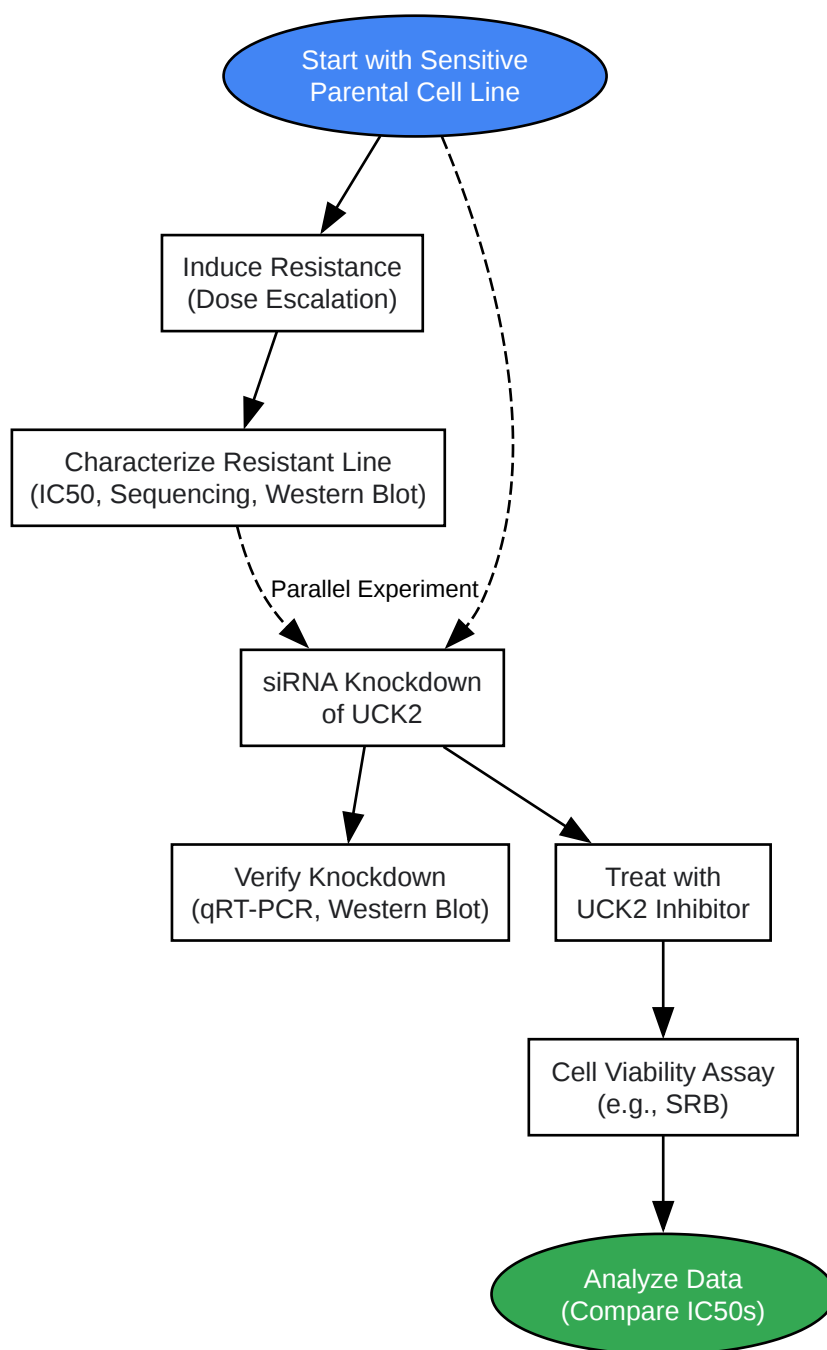 Start with Sensitive
Parental Cell Line
Induce Resistance
(Dose Escalation)
Characterize Resistant Line
(IC50, Sequencing, Western Blot)
Parallel Experiment
siRNA Knockdown
of UCK2
Verify Knockdown
(qRT-PCR, Western Blot)
Treat with
UCK2 Inhibitor
Cell Viability Assay
(e.g., SRB)
Analyze Data
(Compare IC50s)